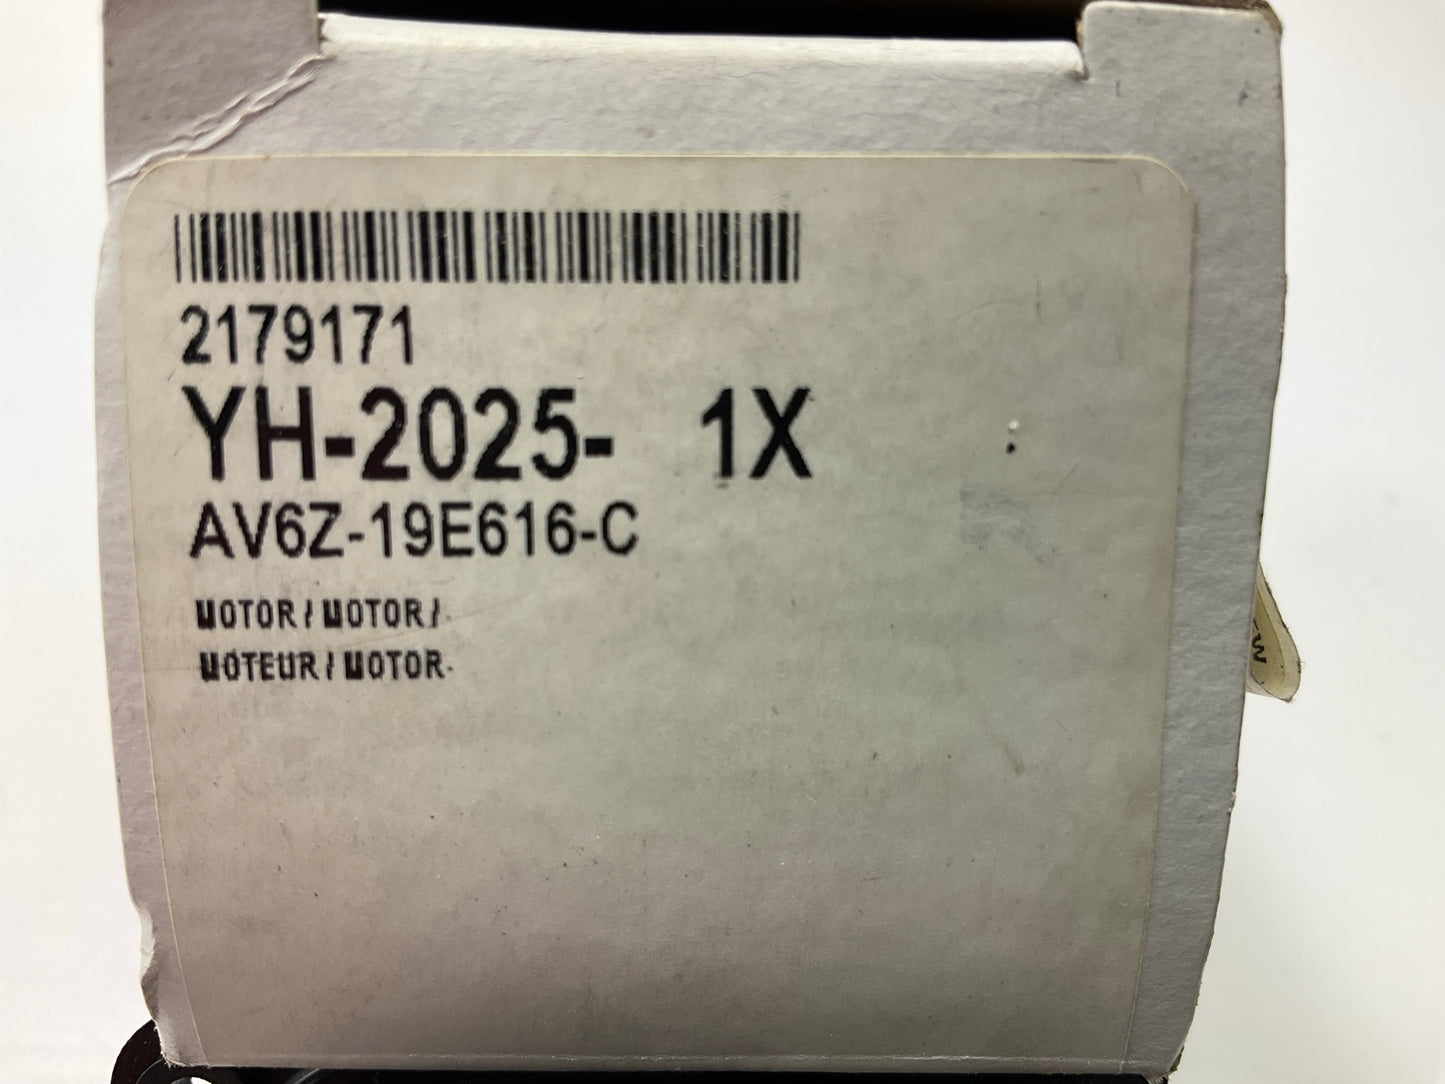 2179171
YH-2025- 1X
AV6Z-19E616-C
MOTOR/MOTOR/
MOTEUR/MOTOR